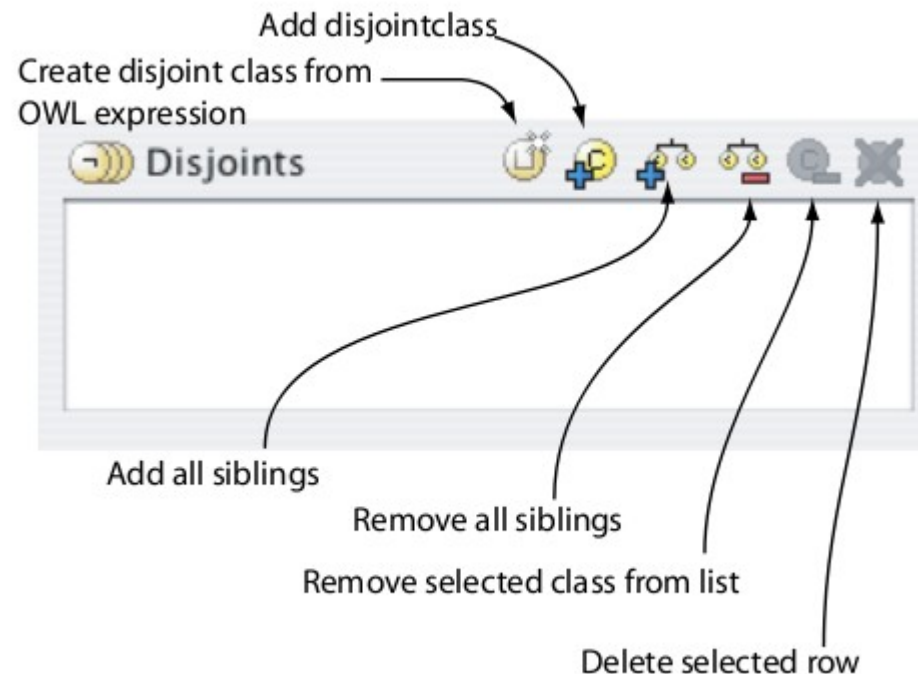 Add disjointclass
Create disjoint class from
OWL expression
Disjoints
Add all siblings
Remove all siblings
Remove selected class from list
Delete selected row